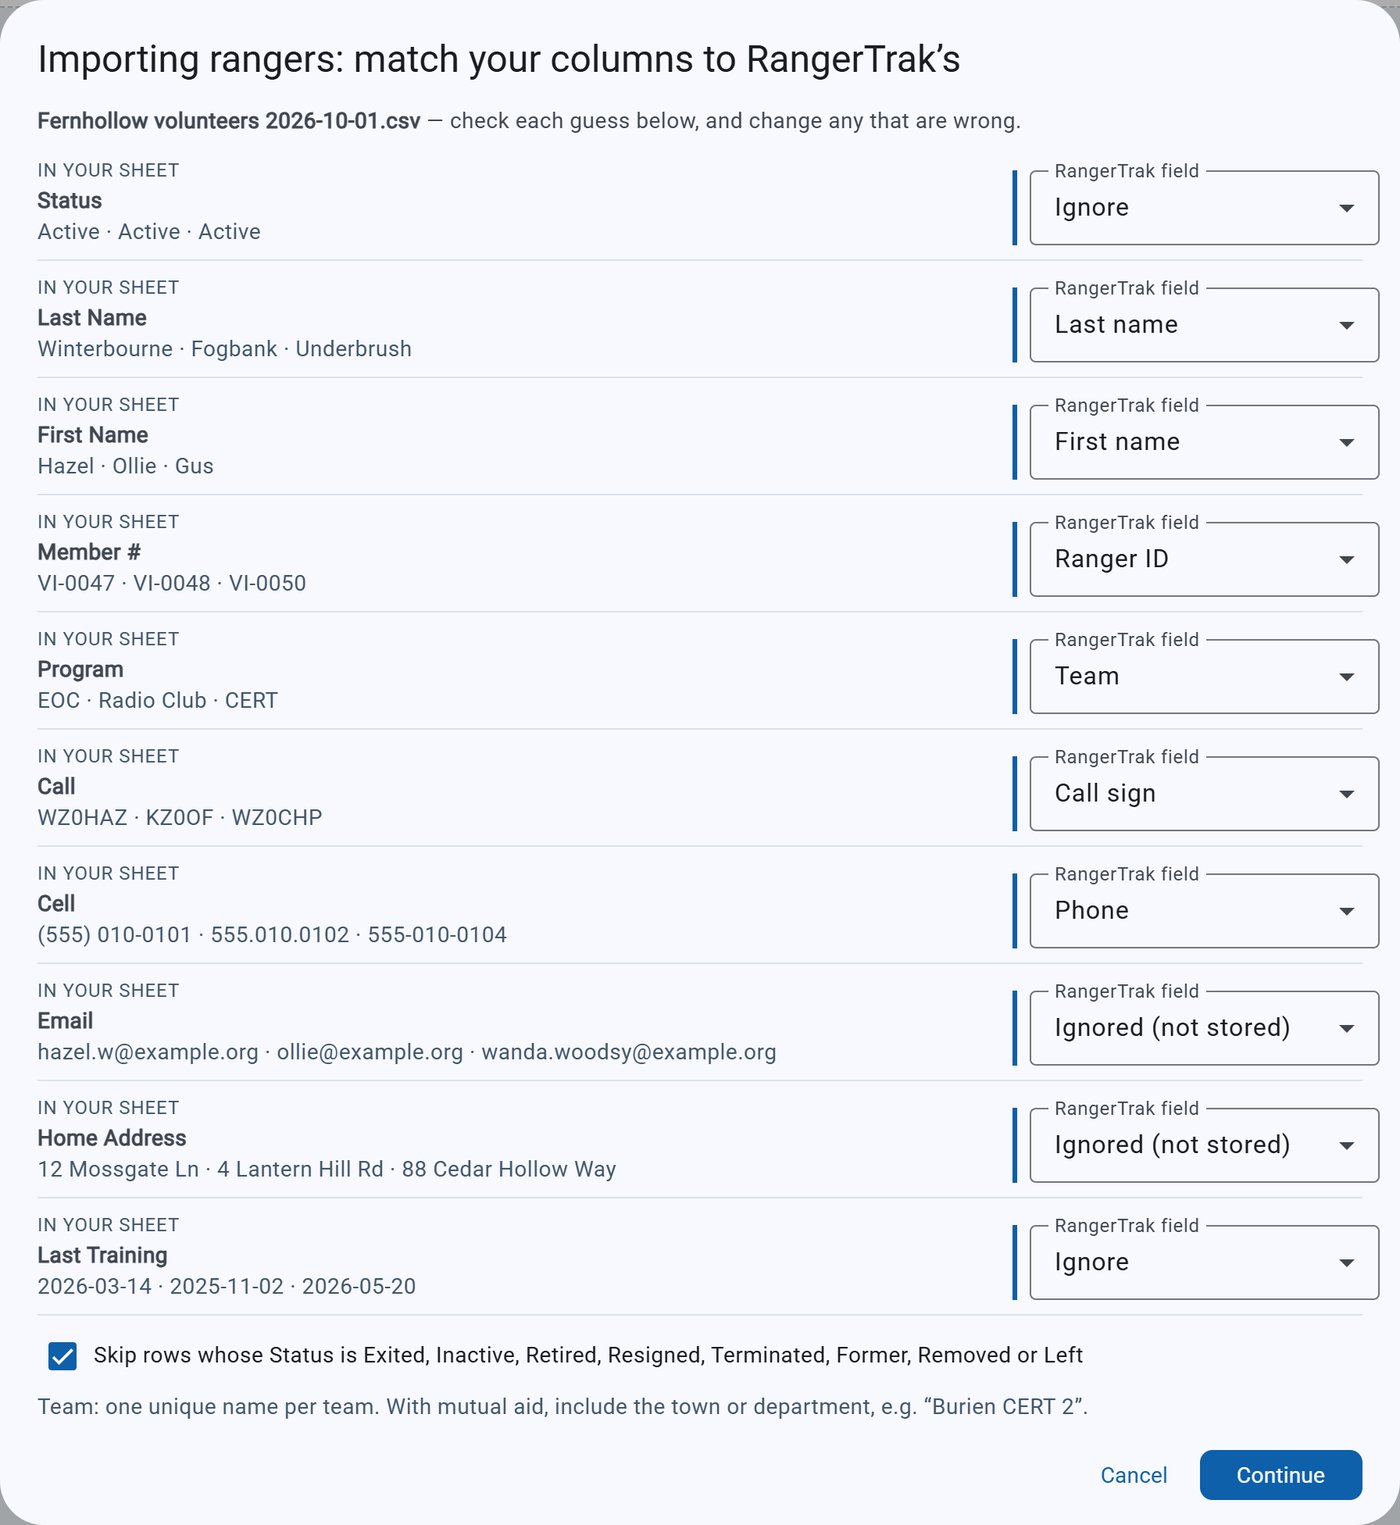 Importing rangers: match your columns to RangerTrak’s
Fernhollow volunteers 2026-10-01.csv — check each guess below, and change any that are wrong.
IN YOUR SHEET
Status
Active · Active · Active
RangerTrak field
Ignore
IN YOUR SHEET
Last Name
Winterbourne · Fogbank · Underbrush
RangerTrak field
Last name
IN YOUR SHEET
First Name
Hazel · Ollie · Gus
RangerTrak field
First name
IN YOUR SHEET
Member #
VI-0047 · VI-0048 · VI-0050
RangerTrak field
Ranger ID
IN YOUR SHEET
Program
EOC · Radio Club · CERT
RangerTrak field
Team
IN YOUR SHEET
Call
WZ0HAZ · KZ0OF · WZ0CHP
RangerTrak field
Call sign
IN YOUR SHEET
Cell
(555) 010-0101 · 555.010.0102 · 555-010-0104
RangerTrak field
Phone
IN YOUR SHEET
Email
hazel.w@example.org · ollie@example.org · wanda.woodsy@example.org
RangerTrak field
Ignored (not stored)
IN YOUR SHEET
Home Address
12 Mossgate Ln · 4 Lantern Hill Rd · 88 Cedar Hollow Way
RangerTrak field
Ignored (not stored)
IN YOUR SHEET
Last Training
2026-03-14 · 2025-11-02 · 2026-05-20
RangerTrak field
Ignore
Skip rows whose Status is Exited, Inactive, Retired, Resigned, Terminated, Former, Removed or Left
Team: one unique name per team. With mutual aid, include the town or department, e.g. “Burien CERT 2”.
Cancel
Continue